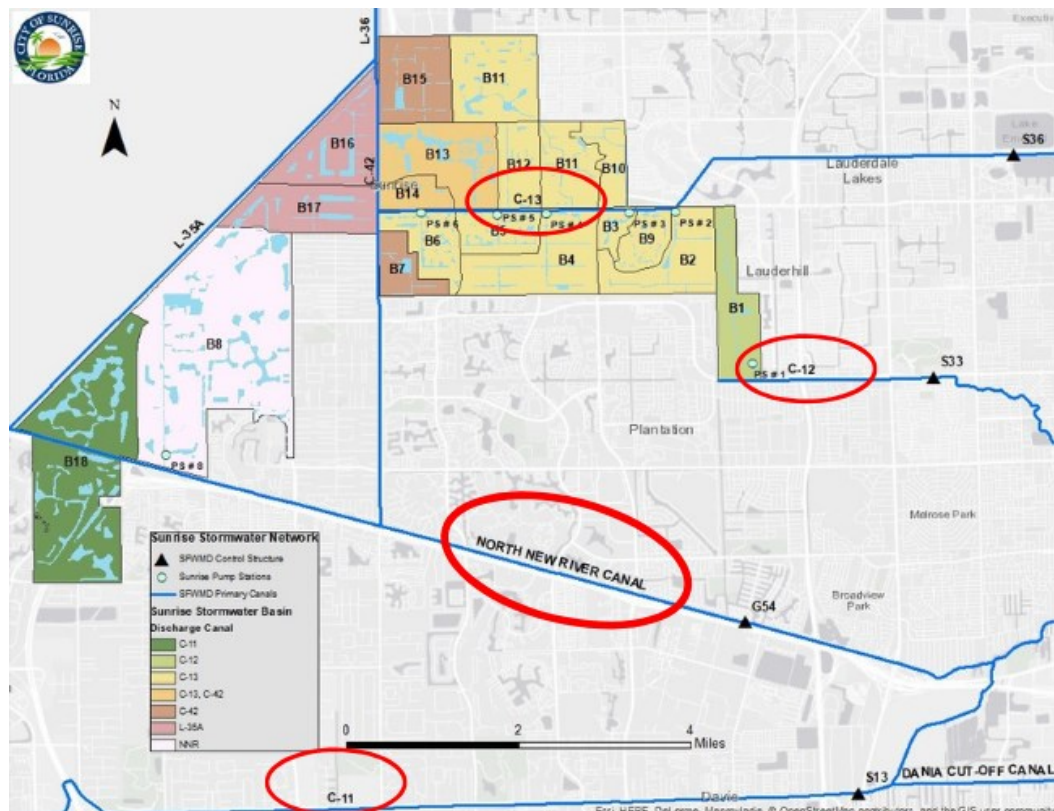 CITY OF SUNRISE
FLORIDA
N
L-36
Executi
B15
B11
B16
S36
Lauderdale
Lakes
C-42
B13
B12
B11
B10
Sunrise
B14
C-13
B17
L-35A
PS # 6
PS # 5
PS # 3
PS # 2
B6
B5
B3
B9
B7
B4
B2
Lauderhill
B1
B8
PS # 1
C-12
S33
Plantation
B18
PS # 8
Melrose Park
Sunrise Stormwater Network
SFWMD Control Structure
Sunrise Pump Stations
SFWMD Primary Canals
Sunrise Stormwater Basin
Discharge Canal
C-11
C-12
C-13
C-13, C-42
C-42
L-35A
NNR
NORTH NEW RIVER CANAL
Broadview
Park
G54
0 2 4
Miles
S13
DANIA CUT-OFF CANAL
C-11
Davie